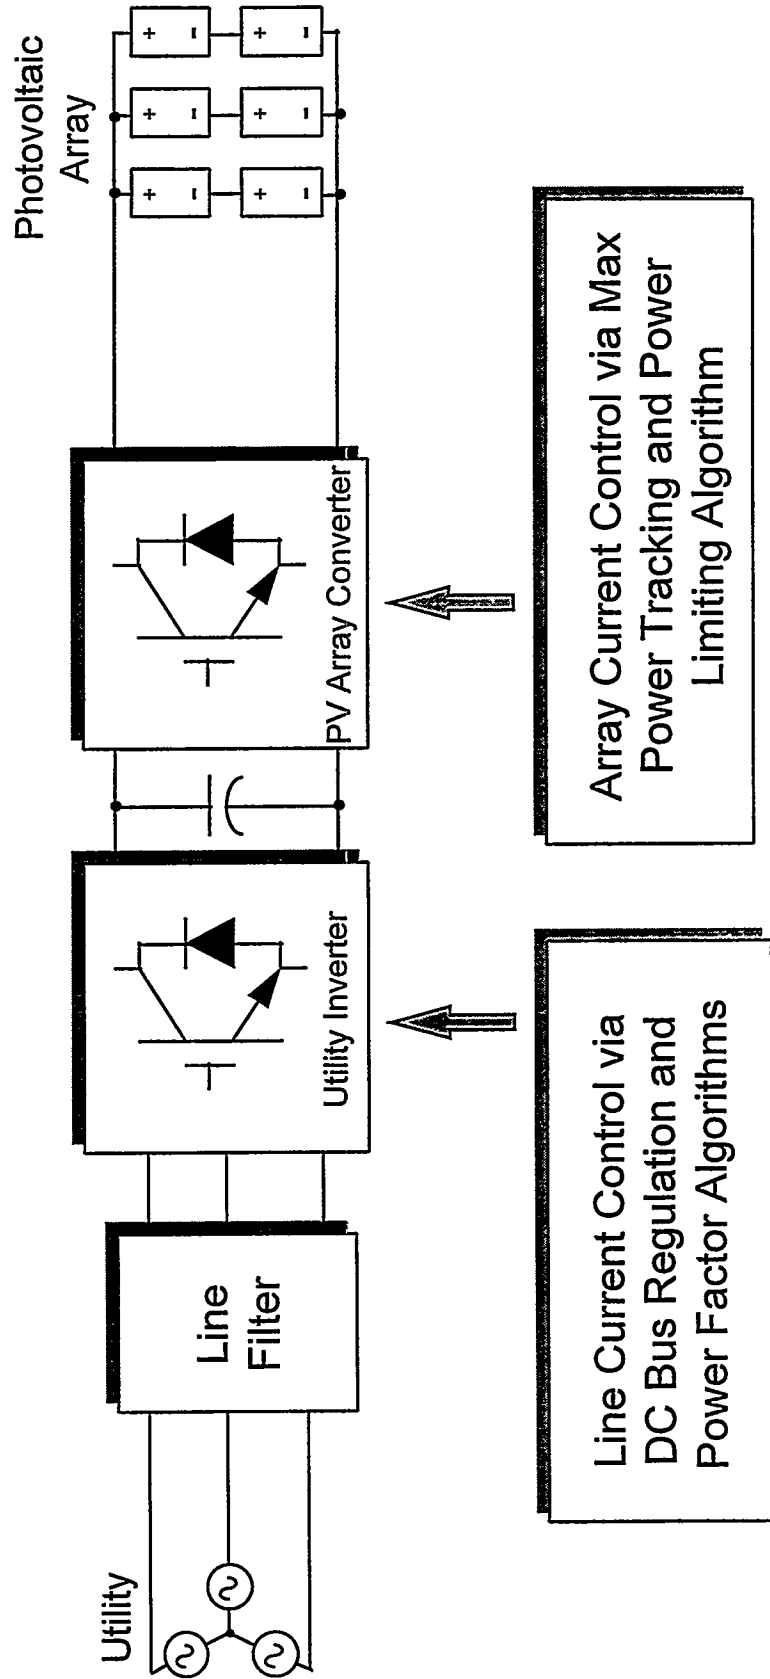 Photovoltaic
Array
+ - + -
+ - + -
+ - + -
Utility
Line
Filter
Utility Inverter
PV Array Converter
Line Current Control via
DC Bus Regulation and
Power Factor Algorithms
Array Current Control via Max
Power Tracking and Power
Limiting Algorithm